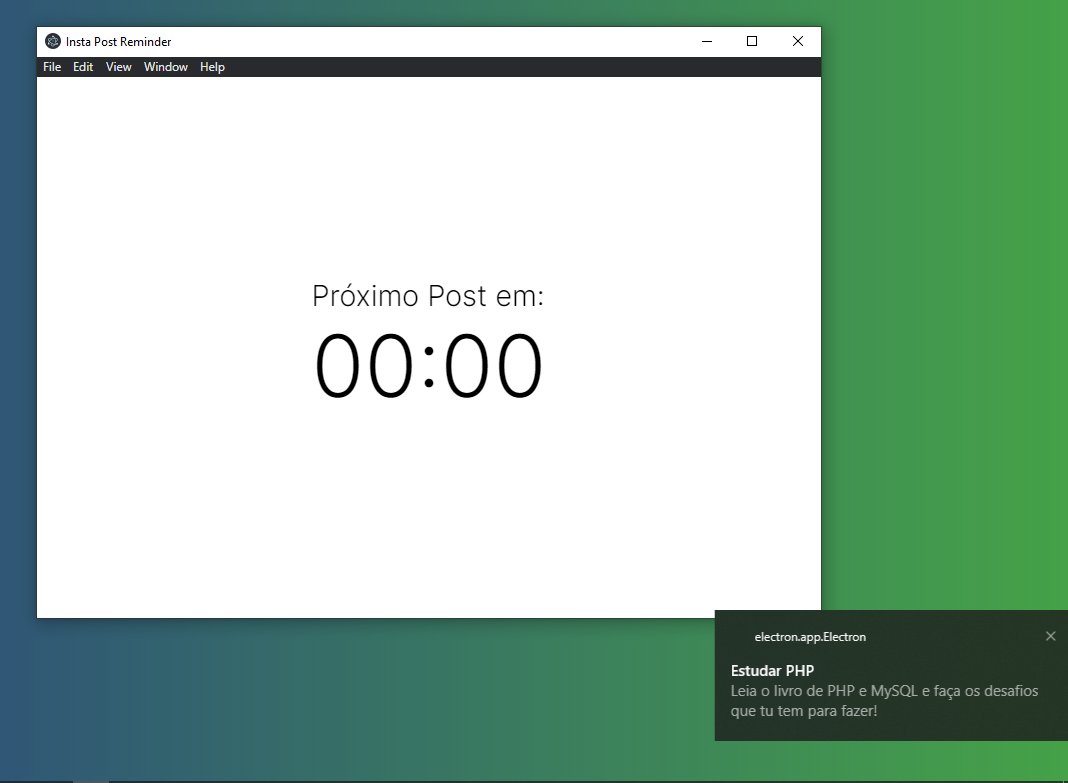 Insta Post Reminder
File Edit View Window Help
Próximo Post em:
00:00
electron.app.Electron
Estudar PHP
Leia o livro de PHP e MySQL e faça os desafios
que tu tem para fazer!